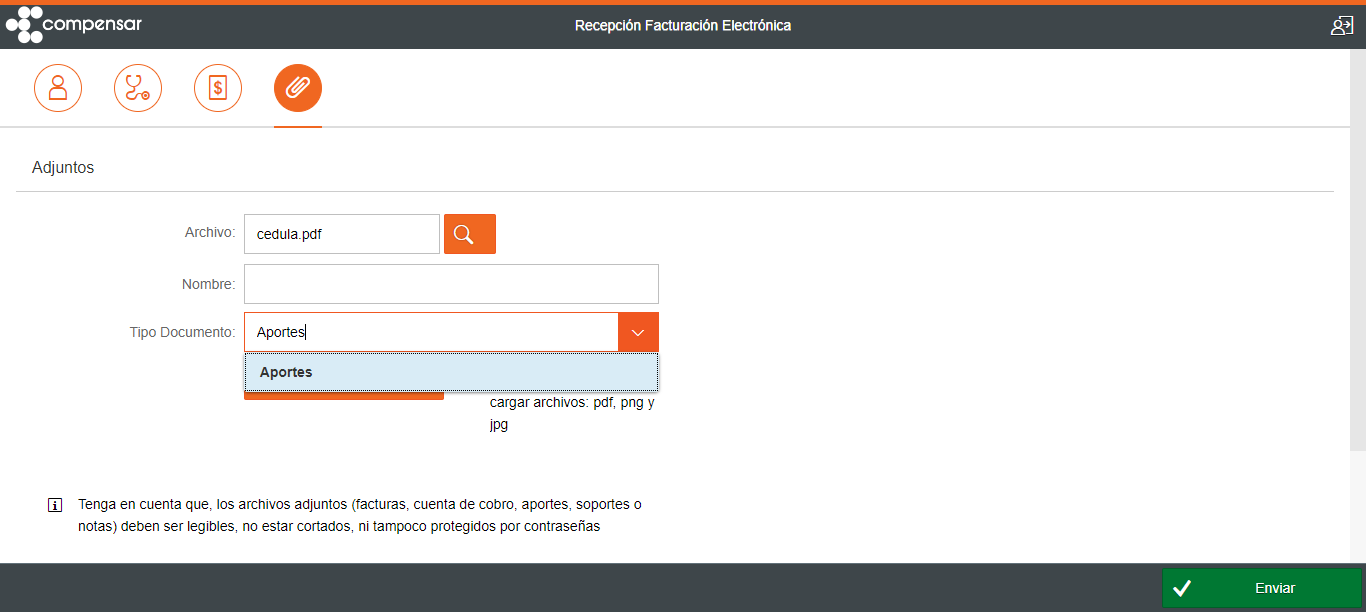 compensar
Recepción Facturación Electrónica
Adjuntos
Archivo: cedula.pdf
Nombre:
Tipo Documento: Aportes
Aportes
cargar archivos: pdf, png y
jpg
Tenga en cuenta que, los archivos adjuntos (facturas, cuenta de cobro, aportes, soportes o
notas) deben ser legibles, no estar cortados, ni tampoco protegidos por contraseñas
Enviar